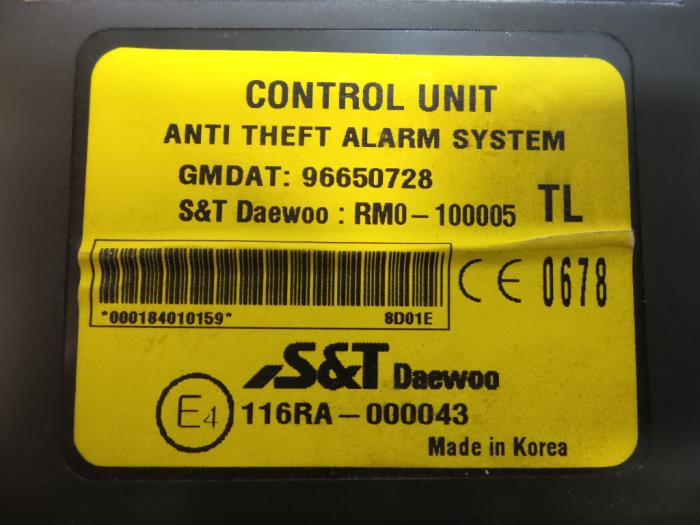 CONTROL UNIT
ANTI THEFT ALARM SYSTEM
GMDAT: 96650728
S&T Daewoo : RM0-100005 TL
*000184010159* 8D01E
CE 0678
S&T Daewoo
E4 116RA-000043
Made in Korea